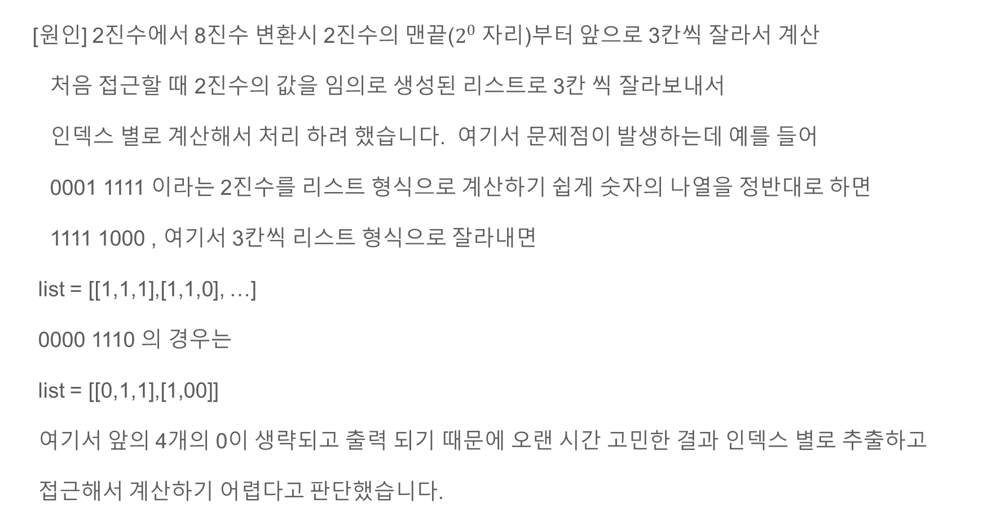 [원인] 2진수에서 8진수 변환시 2진수의 맨끝(2⁰ 자리)부터 앞으로 3칸씩 잘라서 계산
처음 접근할 때 2진수의 값을 임의로 생성된 리스트로 3칸 씩 잘라보내서
인덱스 별로 계산해서 처리 하려 했습니다. 여기서 문제점이 발생하는데 예를 들어
0001 1111 이라는 2진수를 리스트 형식으로 계산하기 쉽게 숫자의 나열을 정반대로 하면
1111 1000 , 여기서 3칸씩 리스트 형식으로 잘라내면
list = [[1,1,1],[1,1,0], …]
0000 1110 의 경우는
list = [[0,1,1],[1,00]]
여기서 앞의 4개의 0이 생략되고 출력 되기 때문에 오랜 시간 고민한 결과 인덱스 별로 추출하고
접근해서 계산하기 어렵다고 판단했습니다.